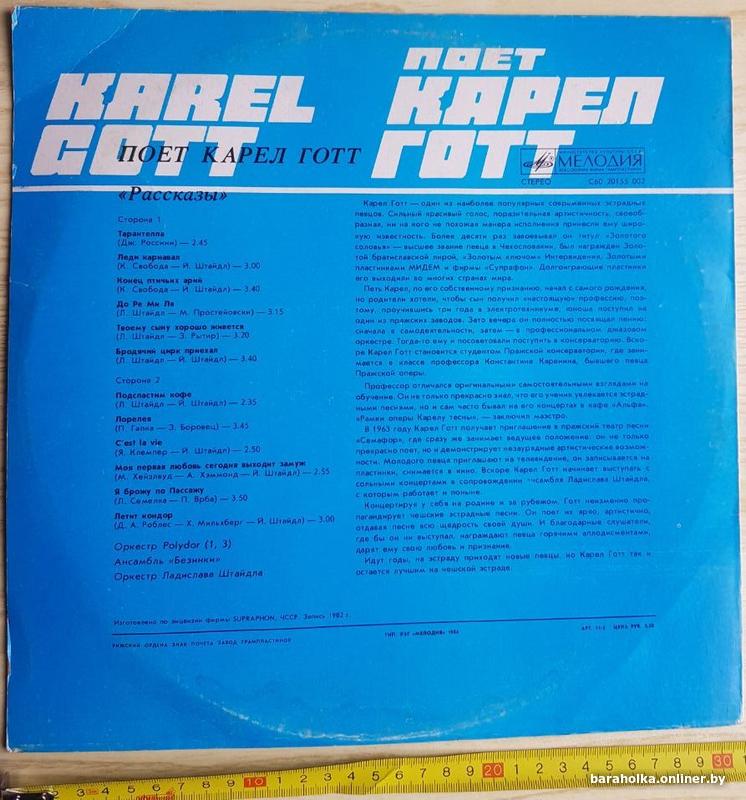 ПОЕТ
KAREL
КАРЕЛ
GOTT
ГОТТ
ПОЕТ КАРЕЛ ГОТТ
МЕЛОДИЯ
СТЕРЕО
С60 20155 002
«Рассказы»
Сторона 1
Тарантелла
(Дж. Россини) — 2.45
Леди карнавал
(К. Свобода — Й. Штайдл) — 3.00
Конец птичьих арий
(К. Свобода — Й. Штайдл) — 3.40
До Ре Ми Ля
(Л. Штайдл — М. Простейовски) — 3.15
Твоему сыну хорошо живется
(Л. Штайдл — З. Рытир) — 3.20
Бродячий цирк приехал
(Л. Штайдл — Й. Штайдл) — 3.40
Сторона 2
Подсластим кофе
(Л. Штайдл — Й. Штайдл) — 2.35
Лорелея
(П. Гапка — З. Боровец) — 3.45
C'est la vie
(Я. Клемпер — Й. Штайдл) — 2.50
Моя первая любовь сегодня выходит замуж
(М. Хейзлвуд — А. Хэммонд — Й. Штайдл) — 2.55
Я брожу по Пассажу
(Л. Семелка — П. Врба) — 3.50
Летит кондор
(Д. А. Роблес — Х. Мильхберг — Й. Штайдл) — 3.00
Оркестр Polydor (1, 3)
Ансамбль «Безинки»
Оркестр Ладислава Штайдла
Карел Готт — один из наиболее популярных современных эстрадных
певцов. Сильный красивый голос, поразительная артистичность, своеоб-
разная, ни на кого не похожая манера исполнения принесли ему широ-
кую известность. Более десяти раз завоевывал он титул «Золотого
соловья» — высшее звание певца в Чехословакии, был награжден Золо-
той братиславской лирой, «Золотым ключом» Интервидения, Золотыми
пластинками МИДЕМ и фирмы «Супрафон». Долгоиграющие пластинки
его выходили во многих странах мира.
Петь Карел, по его собственному признанию, начал с самого рождения,
но родители хотели, чтобы сын получил «настоящую» профессию, поэ-
тому, проучившись три года в электротехникуме, юноша поступил на
один из пражских заводов. Зато вечера он полностью посвящал пению:
сначала в самодеятельности, затем — в профессиональном джазовом
оркестре. Тогда-то ему и посоветовали поступить в консерваторию. Вско-
ре Карел Готт становится студентом Пражской консерватории, где зани-
мается в классе профессора Константина Каренина, бывшего певца
Пражской оперы.
Профессор отличался оригинальными самостоятельными взглядами на
обучение. Он не только прекрасно знал, что его ученик увлекается эстрад-
ными песнями, но и сам часто бывал на его концертах в кафе «Альфа».
«Рамки оперы Карелу тесны», — заключил маэстро.
В 1963 году Карел Готт получает приглашение в пражский театр песни
«Семафор», где сразу же занимает ведущее положение: он не только
прекрасно поет, но и демонстрирует незаурядные артистические возмож-
ности. Молодого певца приглашают на телевидение, он записывается на
пластинки, снимается в кино. Вскоре Карел Готт начинает выступать с
сольными концертами в сопровождении ансамбля Ладислава Штайдла,
с которым работает и поныне.
Концертируя у себя на родине и за рубежом, Готт неизменно про-
пагандирует чешские эстрадные песни. Он поет их ярко, артистично,
отдавая песне всю щедрость своей души. И благодарные слушатели,
где бы он ни выступал, награждают певца горячими аплодисментами,
дарят ему свою любовь и признание.
Идут годы, на эстраду приходят новые певцы, но Карел Готт так и
остается лучшим на чешской эстраде.
Изготовлено по лицензии фирмы SUPRAPHON, ЧССР. Запись 1982 г.
РИЖСКИЙ ОРДЕНА ЗНАК ПОЧЕТА ЗАВОД ГРАМПЛАСТИНОК
ТИП. РЗГ «МЕЛОДИЯ» 1984
АРТ. 11-2 ЦЕНА РУБ.
baraholka.onliner.by